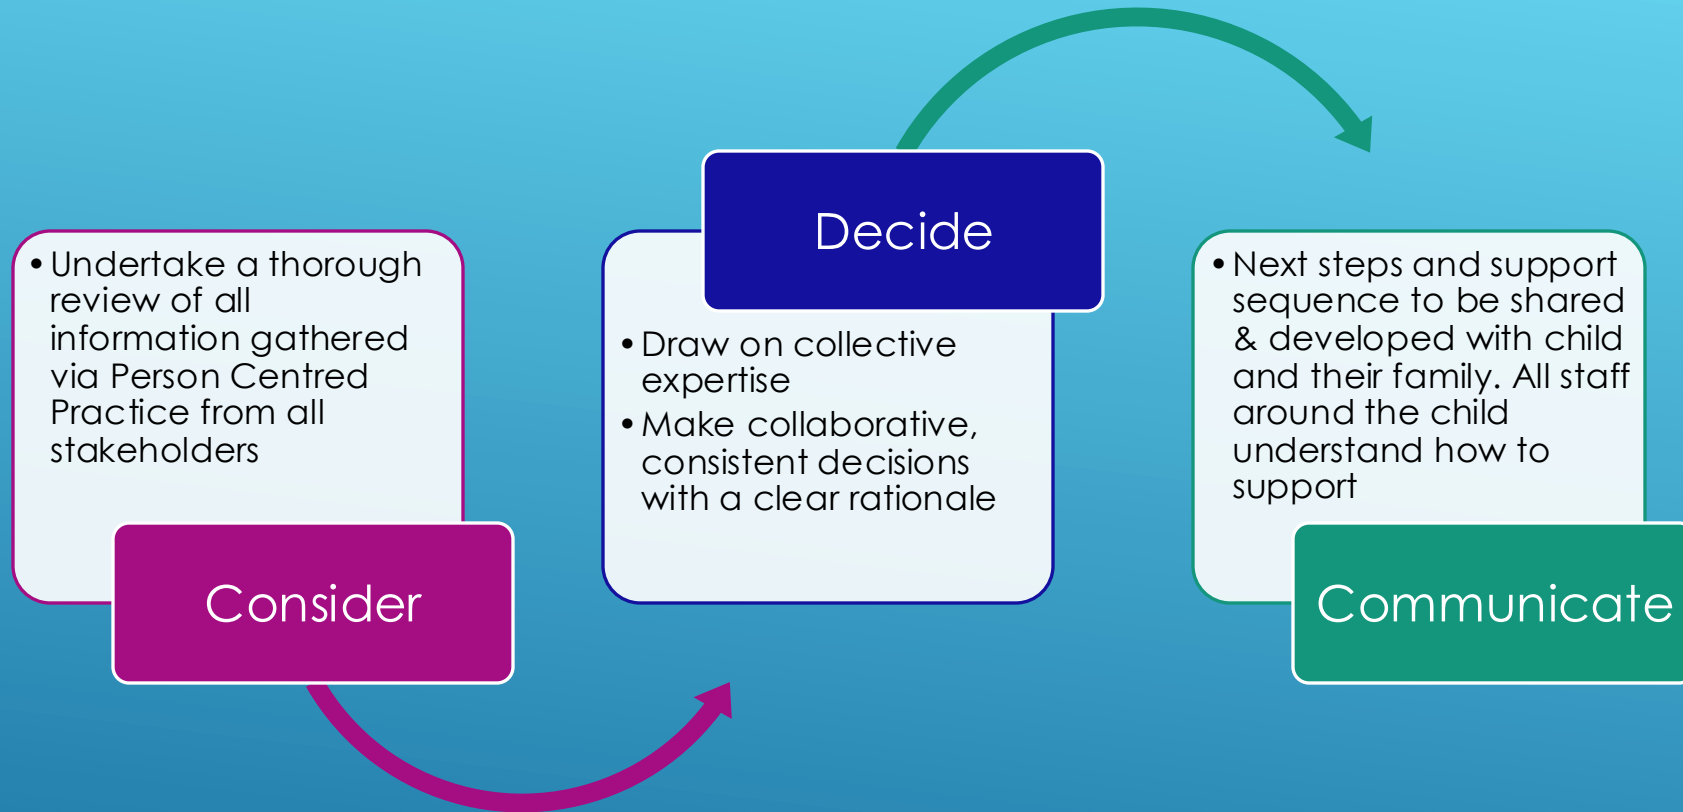 • Undertake a thorough
review of all
information gathered
via Person Centred
Practice from all
stakeholders
Consider
Decide
• Draw on collective
expertise
• Make collaborative,
consistent decisions
with a clear rationale
• Next steps and support
sequence to be shared
& developed with child
and their family. All staff
around the child
understand how to
support
Communicate